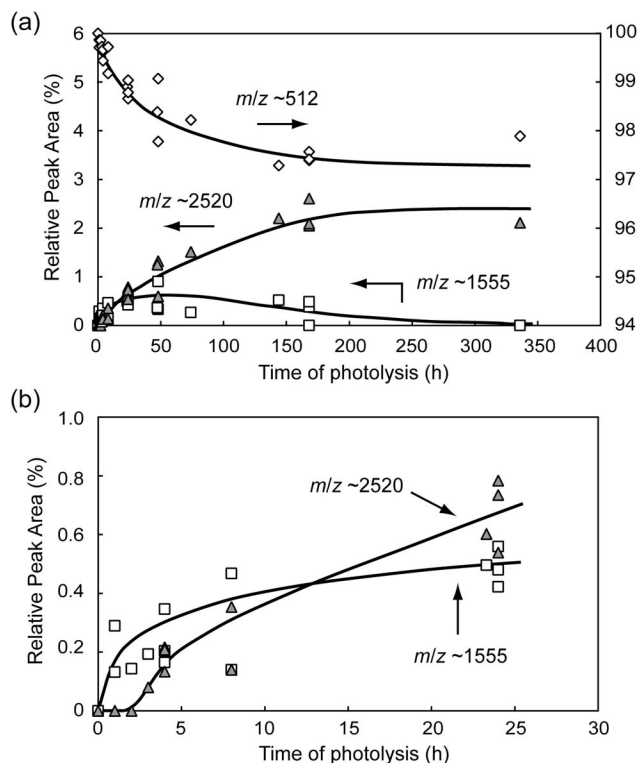 (a)
Relative Peak Area (%)
6
5
4
3
2
1
0
100
99
98
97
96
95
94
m/z ~512
m/z ~2520
m/z ~1555
0 50 100 150 200 250 300 350 400
Time of photolysis (h)
(b)
Relative Peak Area (%)
1.0
0.8
0.6
0.4
0.2
0
m/z ~2520
m/z ~1555
0 5 10 15 20 25 30
Time of photolysis (h)